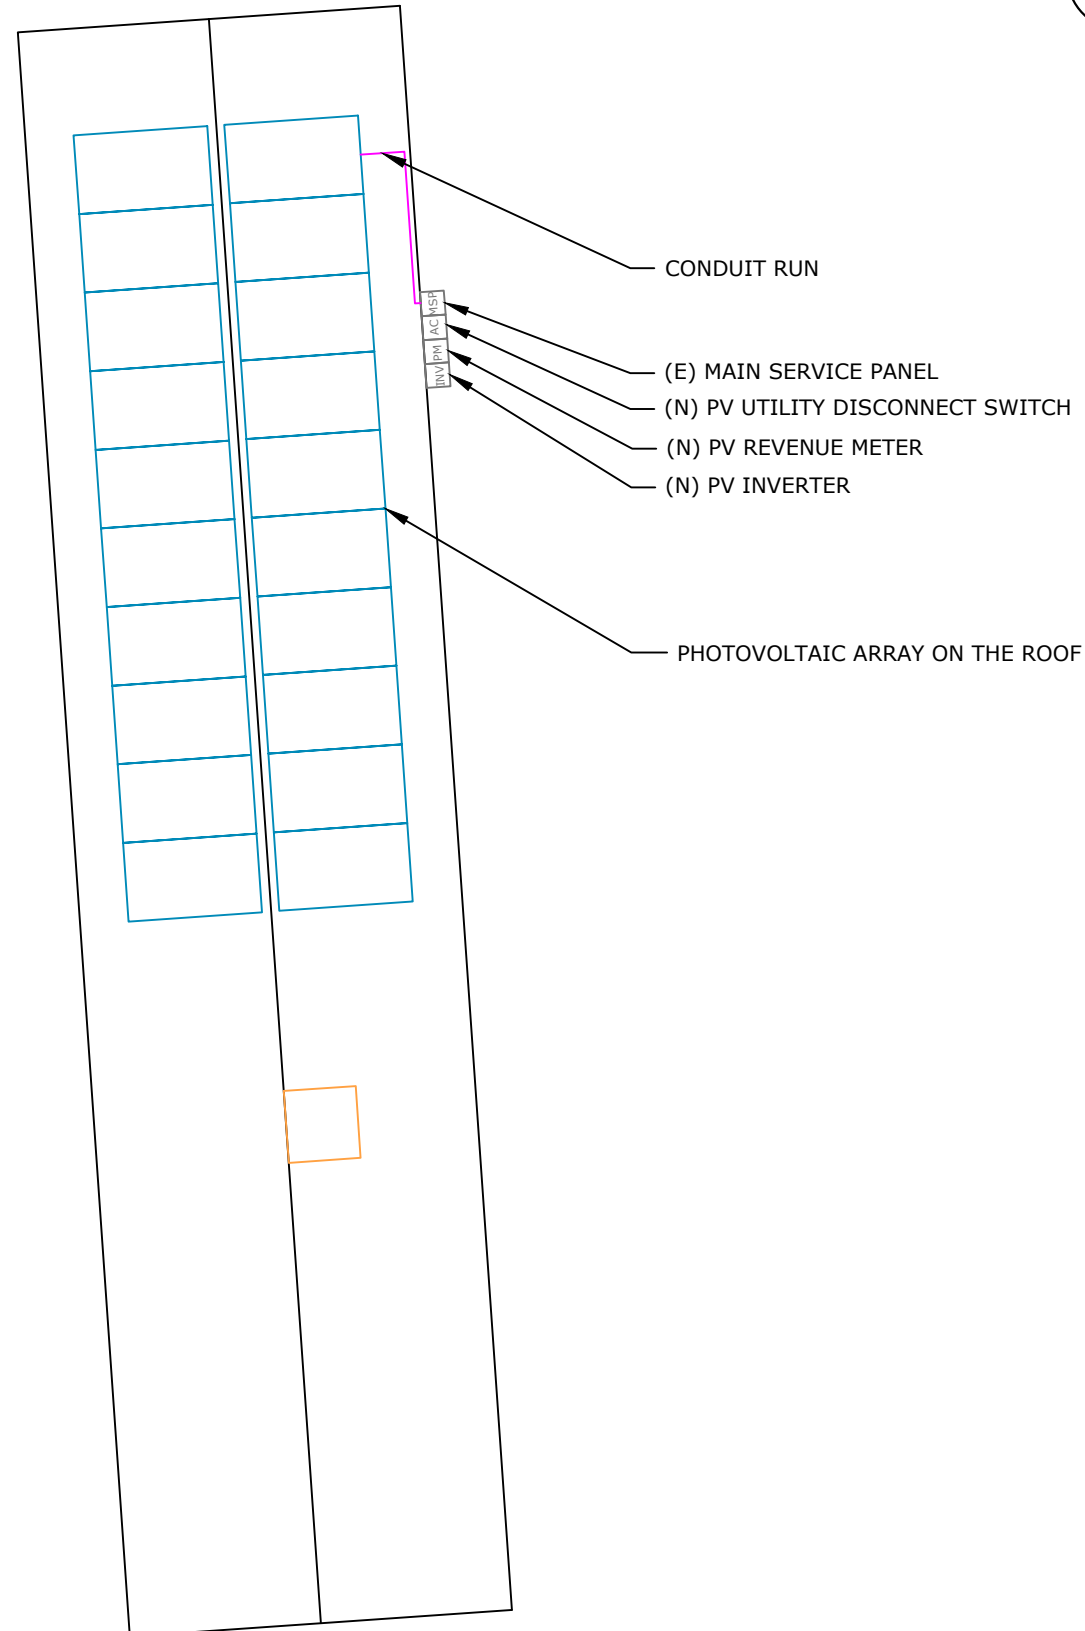 CONDUIT RUN
MSP
AC
PM
INV
(E) MAIN SERVICE PANEL
(N) PV UTILITY DISCONNECT SWITCH
(N) PV REVENUE METER
(N) PV INVERTER
PHOTOVOLTAIC ARRAY ON THE ROOF